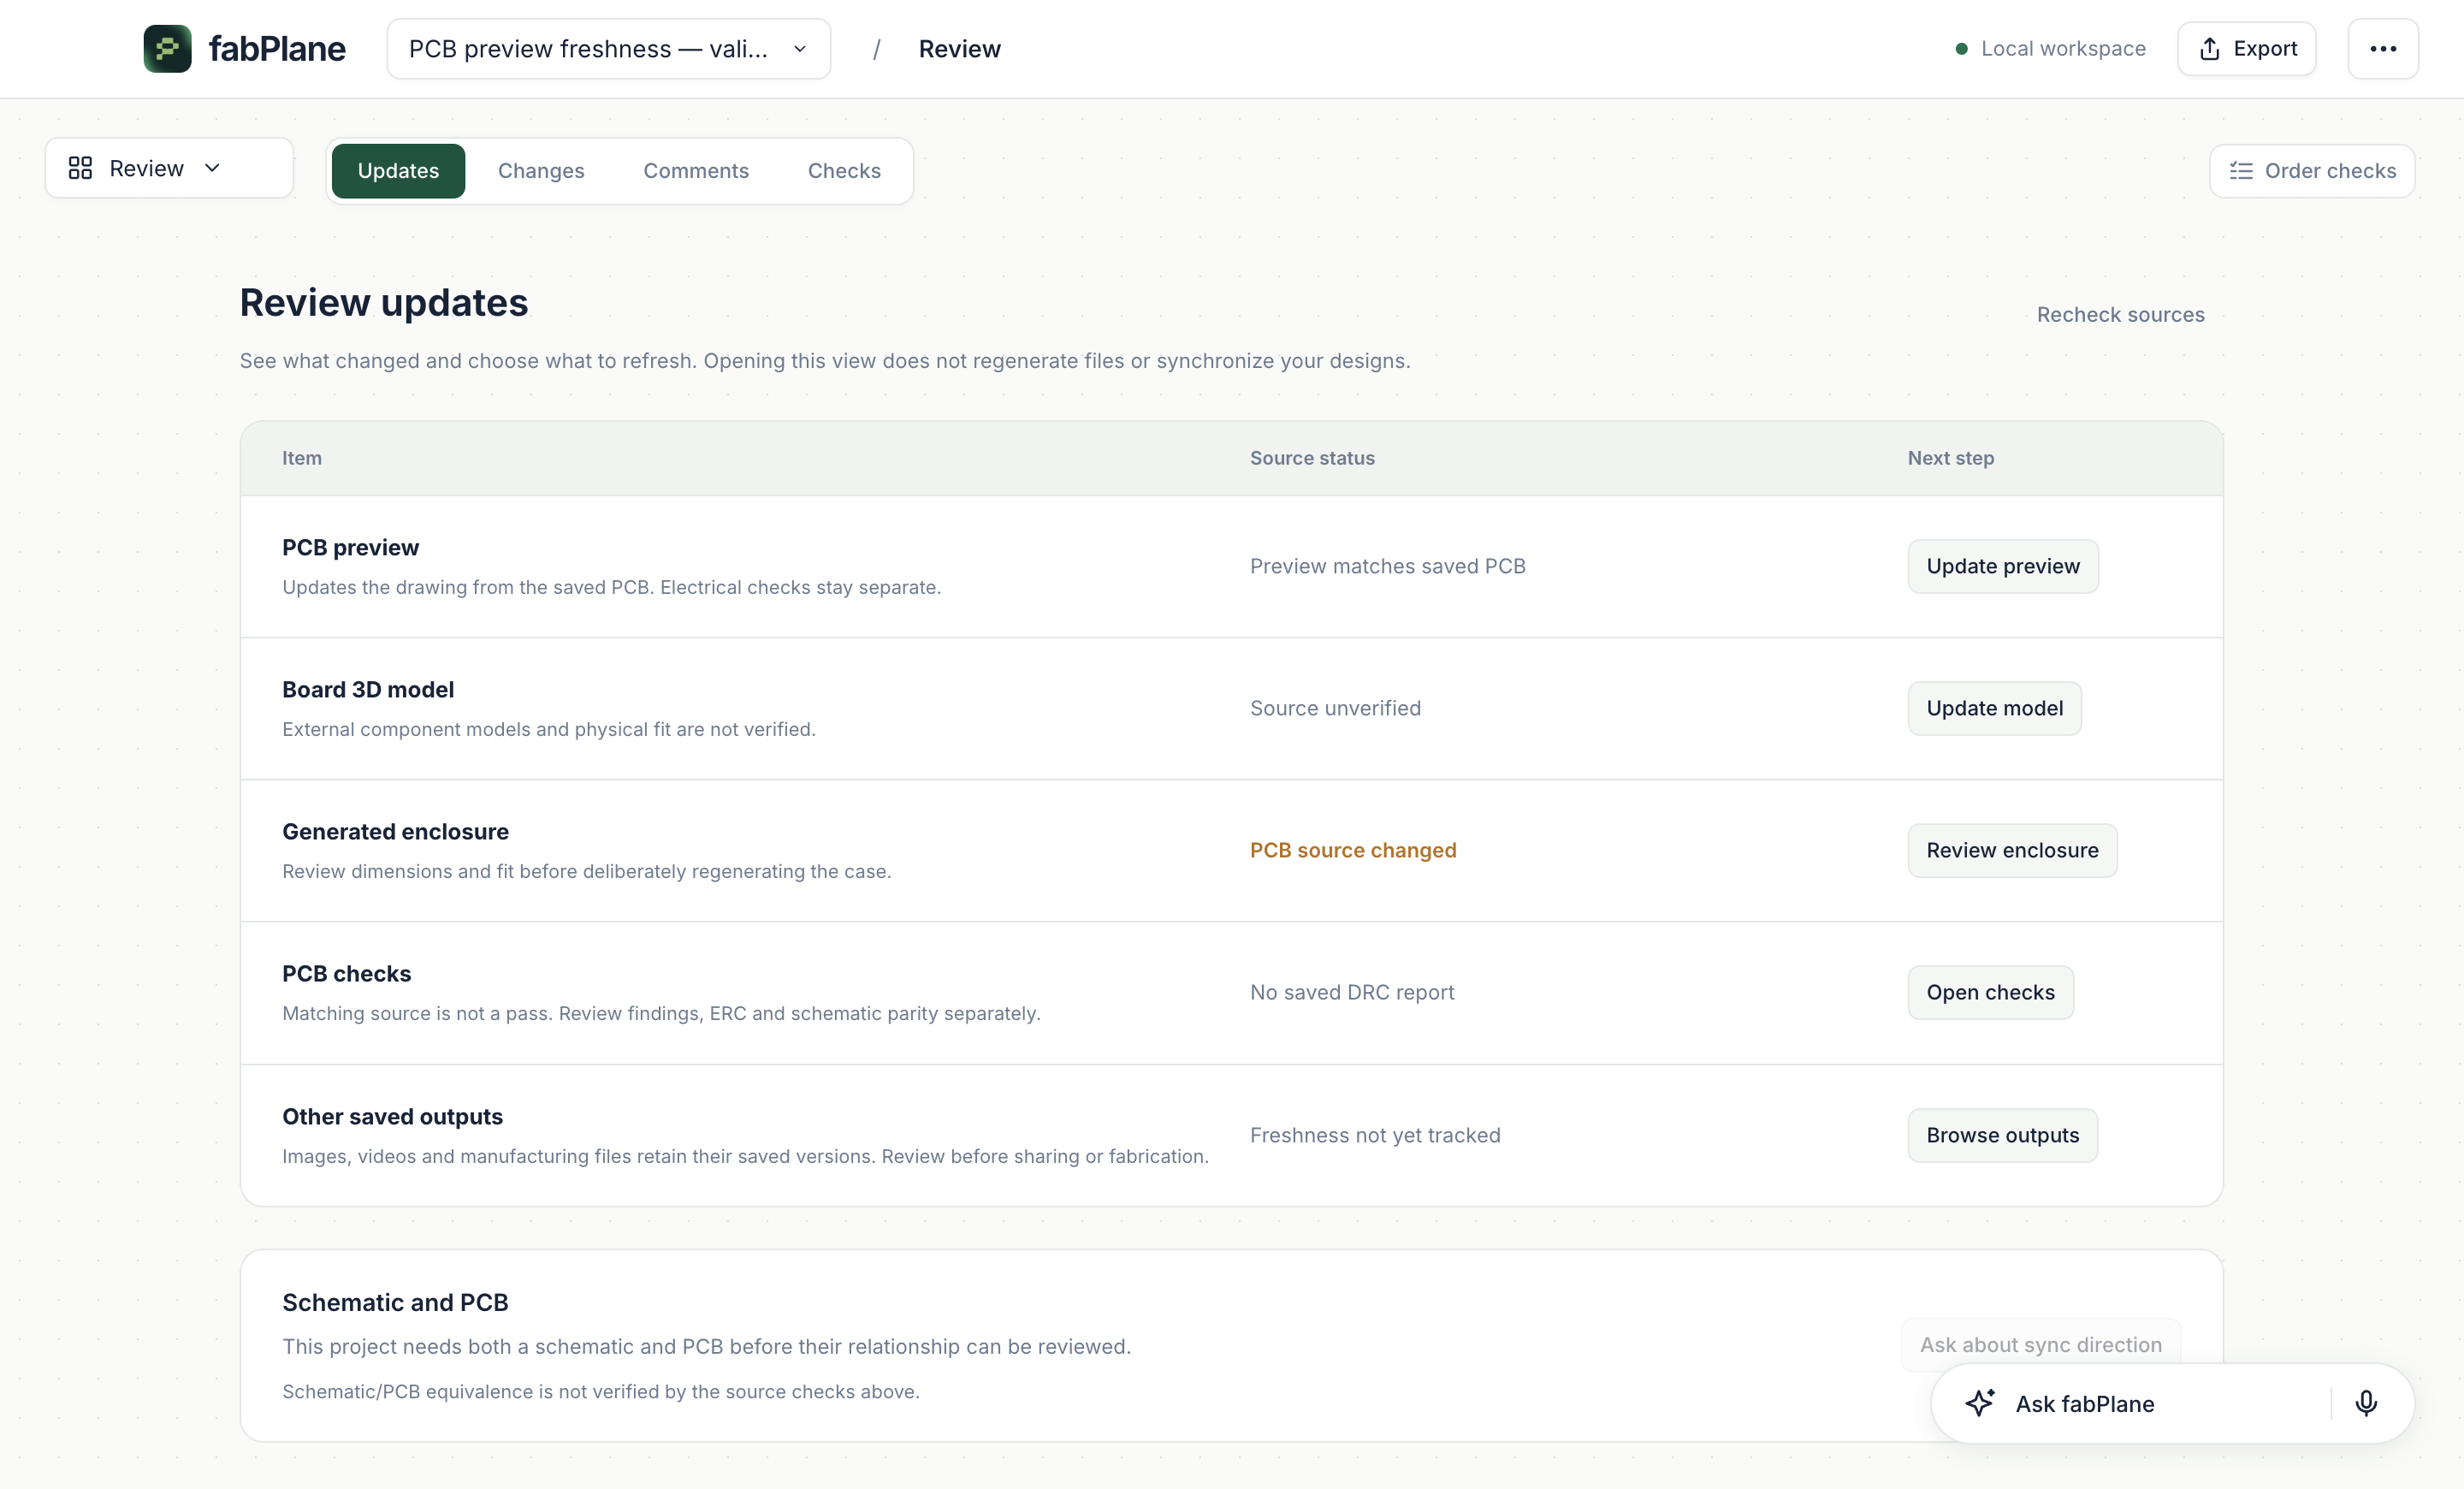 fabPlane
PCB preview freshness — vali...
/
Review
Local workspace
Export
Review
Updates
Changes
Comments
Checks
Order checks
Review updates
Recheck sources
See what changed and choose what to refresh. Opening this view does not regenerate files or synchronize your designs.
Item
Source status
Next step
PCB preview
Updates the drawing from the saved PCB. Electrical checks stay separate.
Preview matches saved PCB
Update preview
Board 3D model
External component models and physical fit are not verified.
Source unverified
Update model
Generated enclosure
Review dimensions and fit before deliberately regenerating the case.
PCB source changed
Review enclosure
PCB checks
Matching source is not a pass. Review findings, ERC and schematic parity separately.
No saved DRC report
Open checks
Other saved outputs
Images, videos and manufacturing files retain their saved versions. Review before sharing or fabrication.
Freshness not yet tracked
Browse outputs
Schematic and PCB
This project needs both a schematic and PCB before their relationship can be reviewed.
Schematic/PCB equivalence is not verified by the source checks above.
Ask about sync direction
Ask fabPlane